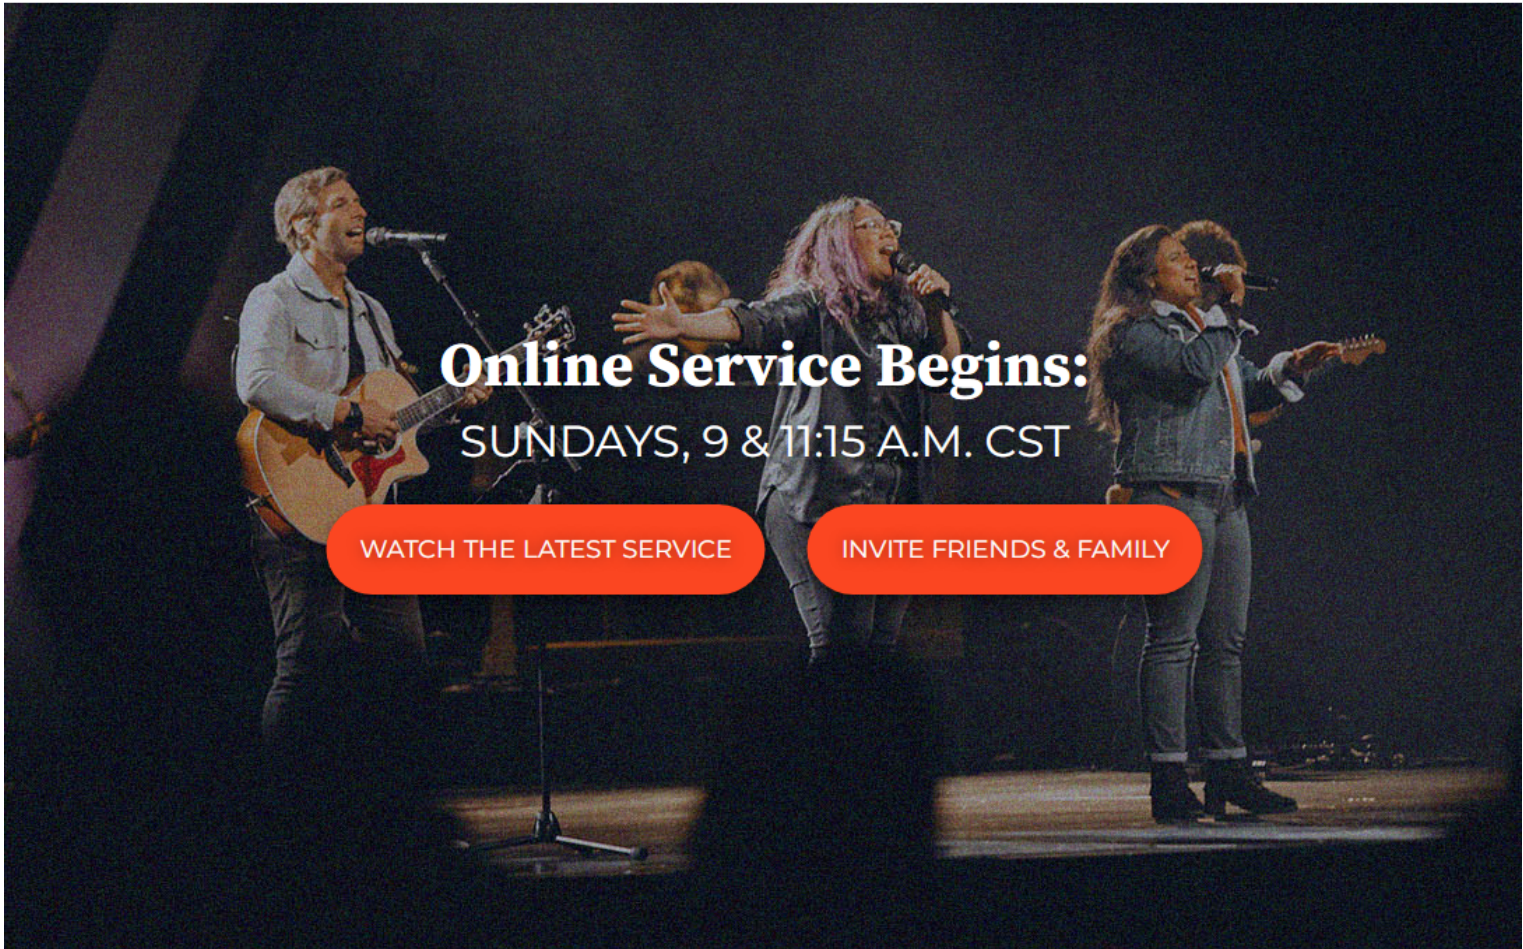 Online Service Begins:
SUNDAYS, 9 & 11:15 A.M. CST
WATCH THE LATEST SERVICE
INVITE FRIENDS & FAMILY